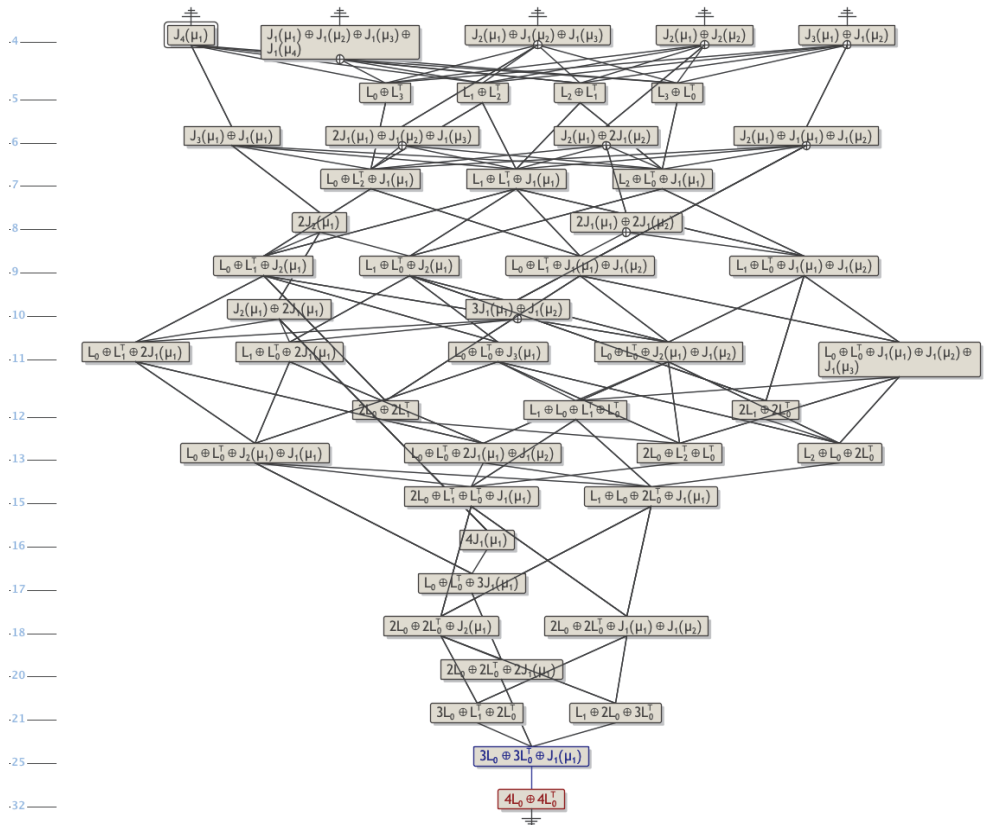 .4
J₄(μ₁)
J₁(μ₁) ⊕ J₁(μ₂) ⊕ J₁(μ₃) ⊕
J₁(μ₄)
J₂(μ₁) ⊕ J₁(μ₂) ⊕ J₁(μ₃)
J₂(μ₁) ⊕ J₂(μ₂)
J₃(μ₁) ⊕ J₁(μ₂)
.5
L₀ ⊕ L₃ᵀ
L₁ ⊕ L₂ᵀ
L₂ ⊕ L₁ᵀ
L₃ ⊕ L₀ᵀ
.6
J₃(μ₁) ⊕ J₁(μ₁)
2J₁(μ₁) ⊕ J₁(μ₂) ⊕ J₁(μ₃)
J₂(μ₁) ⊕ 2J₁(μ₂)
J₂(μ₁) ⊕ J₁(μ₁) ⊕ J₁(μ₂)
.7
L₀ ⊕ L₂ᵀ ⊕ J₁(μ₁)
L₁ ⊕ L₁ᵀ ⊕ J₁(μ₁)
L₂ ⊕ L₀ᵀ ⊕ J₁(μ₁)
.8
2J₂(μ₁)
2J₁(μ₁) ⊕ 2J₁(μ₂)
.9
L₀ ⊕ L₁ᵀ ⊕ J₂(μ₁)
L₁ ⊕ L₀ᵀ ⊕ J₂(μ₁)
L₀ ⊕ L₁ᵀ ⊕ J₁(μ₁) ⊕ J₁(μ₂)
L₁ ⊕ L₀ᵀ ⊕ J₁(μ₁) ⊕ J₁(μ₂)
.10
J₂(μ₁) ⊕ 2J₁(μ₁)
3J₁(μ₁) ⊕ J₁(μ₂)
.11
L₀ ⊕ L₁ᵀ ⊕ 2J₁(μ₁)
L₁ ⊕ L₀ᵀ ⊕ 2J₁(μ₁)
L₀ ⊕ L₀ᵀ ⊕ J₃(μ₁)
L₀ ⊕ L₀ᵀ ⊕ J₂(μ₁) ⊕ J₁(μ₂)
L₀ ⊕ L₀ᵀ ⊕ J₁(μ₁) ⊕ J₁(μ₂) ⊕
J₁(μ₃)
.12
2L₀ ⊕ 2L₁ᵀ
L₁ ⊕ L₀ ⊕ L₁ᵀ ⊕ L₀ᵀ
2L₁ ⊕ 2L₀ᵀ
.13
L₀ ⊕ L₀ᵀ ⊕ J₂(μ₁) ⊕ J₁(μ₁)
L₀ ⊕ L₀ᵀ ⊕ 2J₁(μ₁) ⊕ J₁(μ₂)
2L₀ ⊕ L₂ᵀ ⊕ L₀ᵀ
L₂ ⊕ L₀ ⊕ 2L₀ᵀ
.15
2L₀ ⊕ L₁ᵀ ⊕ L₀ᵀ ⊕ J₁(μ₁)
L₁ ⊕ L₀ ⊕ 2L₀ᵀ ⊕ J₁(μ₁)
.16
4J₁(μ₁)
.17
L₀ ⊕ L₀ᵀ ⊕ 3J₁(μ₁)
.18
2L₀ ⊕ 2L₀ᵀ ⊕ J₂(μ₁)
2L₀ ⊕ 2L₀ᵀ ⊕ J₁(μ₁) ⊕ J₁(μ₂)
.20
2L₀ ⊕ 2L₀ᵀ ⊕ 2J₁(μ₁)
.21
3L₀ ⊕ L₁ᵀ ⊕ 2L₀ᵀ
L₁ ⊕ 2L₀ ⊕ 3L₀ᵀ
.25
3L₀ ⊕ 3L₀ᵀ ⊕ J₁(μ₁)
.32
4L₀ ⊕ 4L₀ᵀ